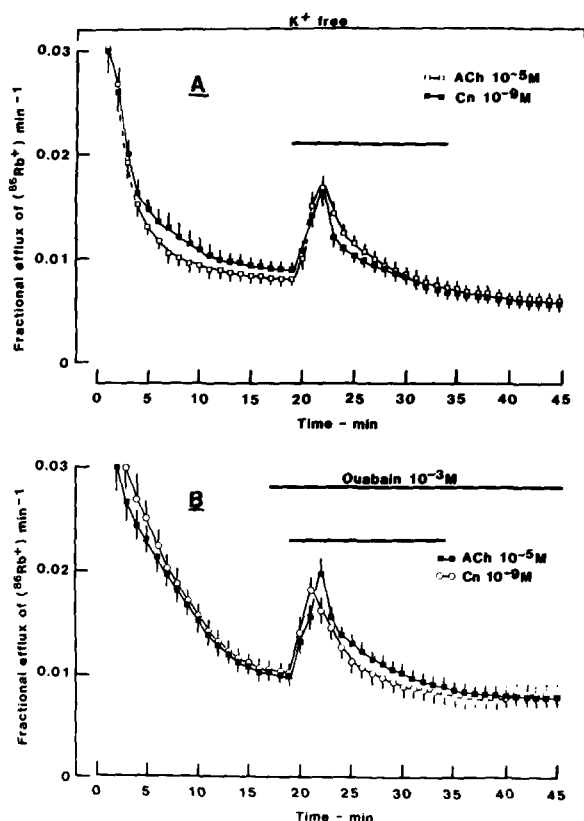 K+ free
0.03
A
ACh 10-5M
Cn 10-9M
0.02
0.01
0
Fractional efflux of (86Rb+) min-1
0 5 10 15 20 25 30 35 40 45
Time - min
0.03
Ouabain 10-3M
B
ACh 10-5M
Cn 10-9M
0.02
0.01
0
Fractional efflux of (86Rb+) min-1
0 5 10 15 20 25 30 35 40 45
Time - min